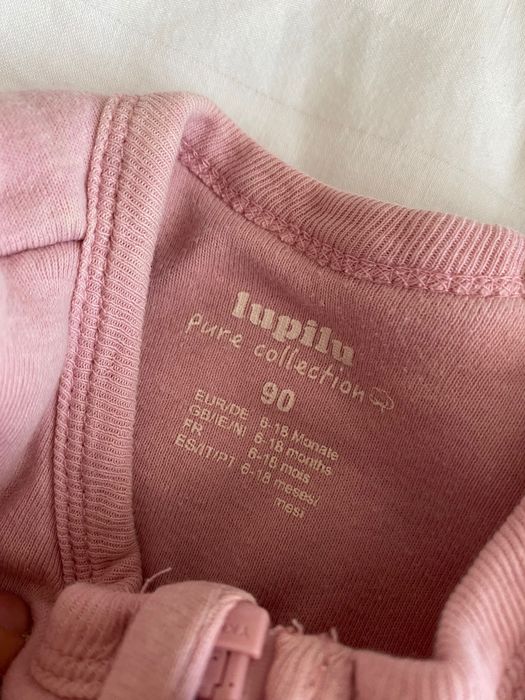 lupilu
pure collection
90
EUR/DE 6-18 Monate
GB/IE/NI 6-18 months
FR 6-18 mois
ES/IT/PT 6-18 meses/
mesi